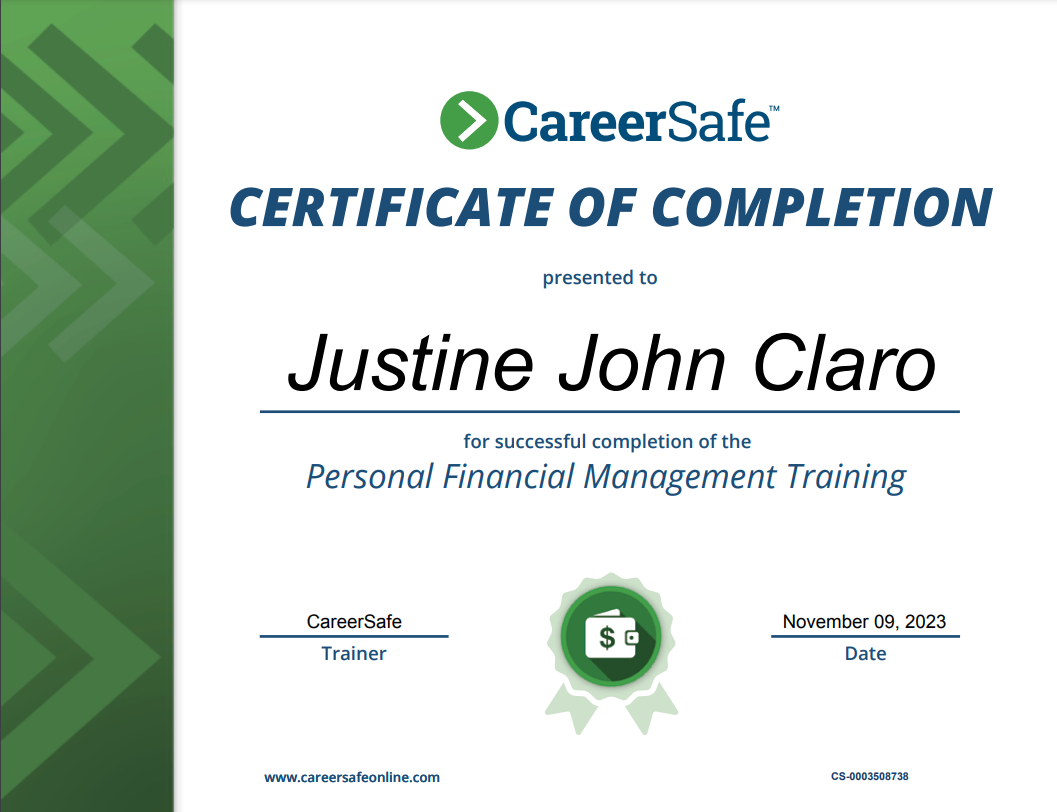 CareerSafe™
CERTIFICATE OF COMPLETION
presented to
Justine John Claro
for successful completion of the
Personal Financial Management Training
CareerSafe
Trainer
$
November 09, 2023
Date
www.careersafeonline.com
CS-0003508738